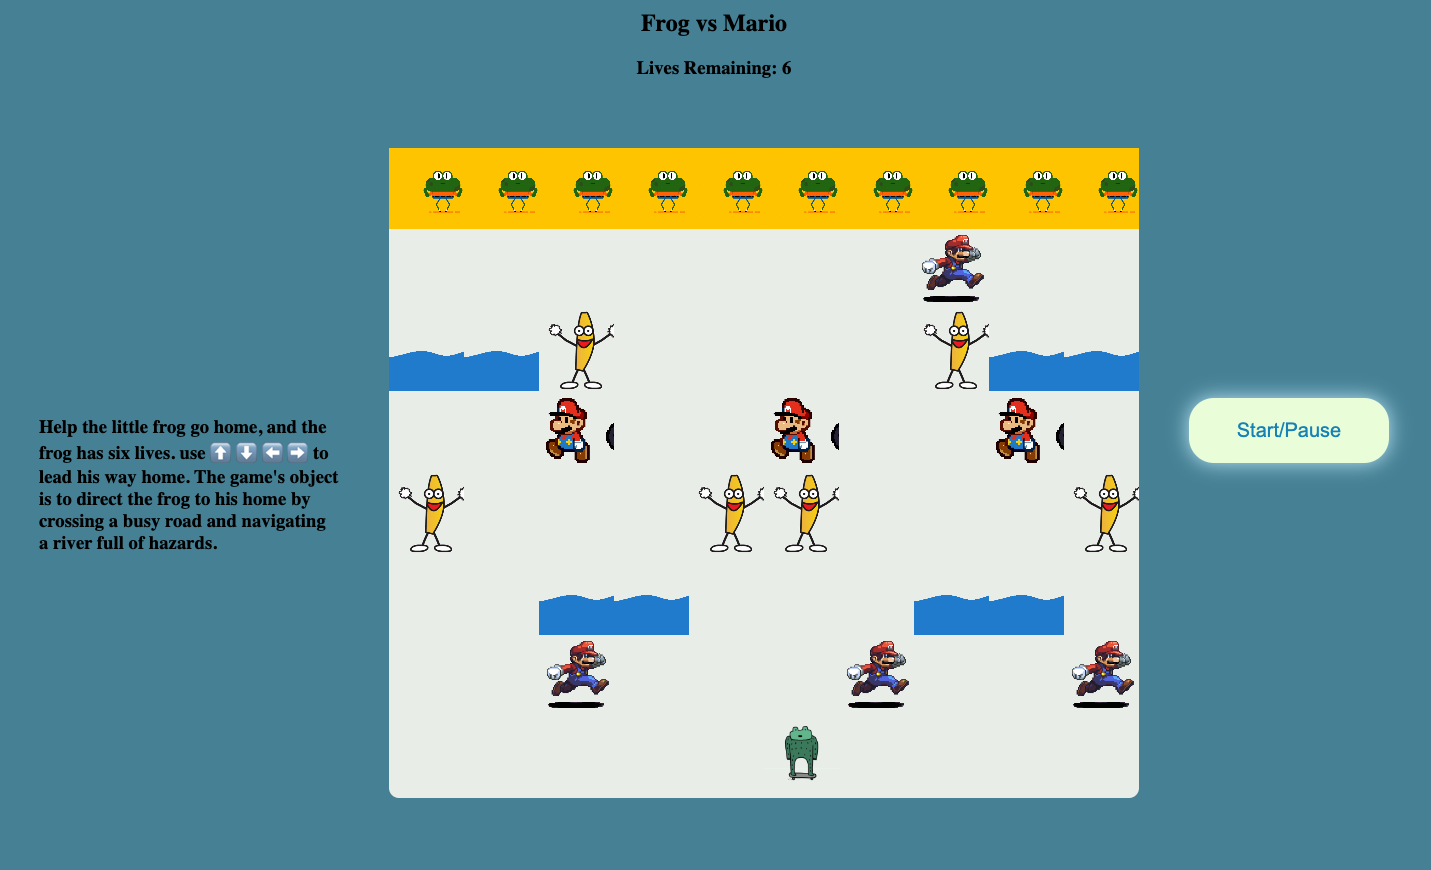 Frog vs Mario
Lives Remaining: 6
Help the little frog go home, and the
frog has six lives. use ⬆️ ⬇️ ⬅️ ➡️ to
lead his way home. The game's object
is to direct the frog to his home by
crossing a busy road and navigating
a river full of hazards.
Start/Pause